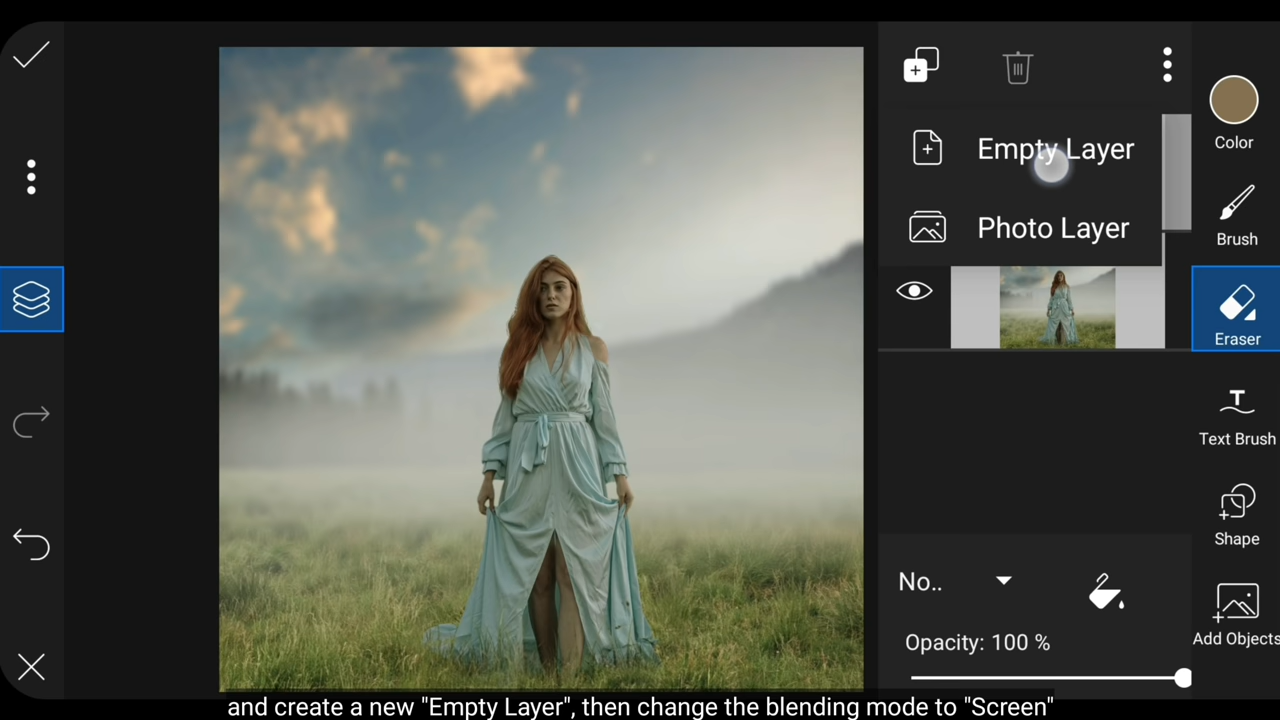 Empty Layer
Photo Layer
Color
Brush
Eraser
Text Brush
Shape
Add Objects
No..
Opacity: 100 %
and create a new "Empty Layer", then change the blending mode to "Screen"